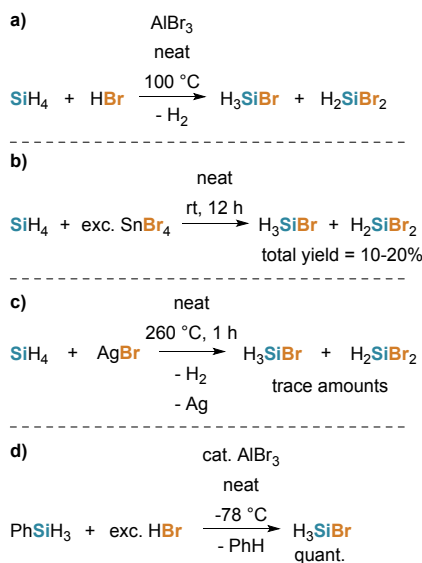 a)
AlBr₃
neat
100 °C
SiH₄ + HBr H₃SiBr + H₂SiBr₂
- H₂
b)
neat
rt, 12 h
SiH₄ + exc. SnBr₄ H₃SiBr + H₂SiBr₂
total yield = 10-20%
c)
neat
260 °C, 1 h
SiH₄ + AgBr H₃SiBr + H₂SiBr₂
- H₂
trace amounts
- Ag
d)
cat. AlBr₃
neat
-78 °C
PhSiH₃ + exc. HBr H₃SiBr
- PhH
quant.